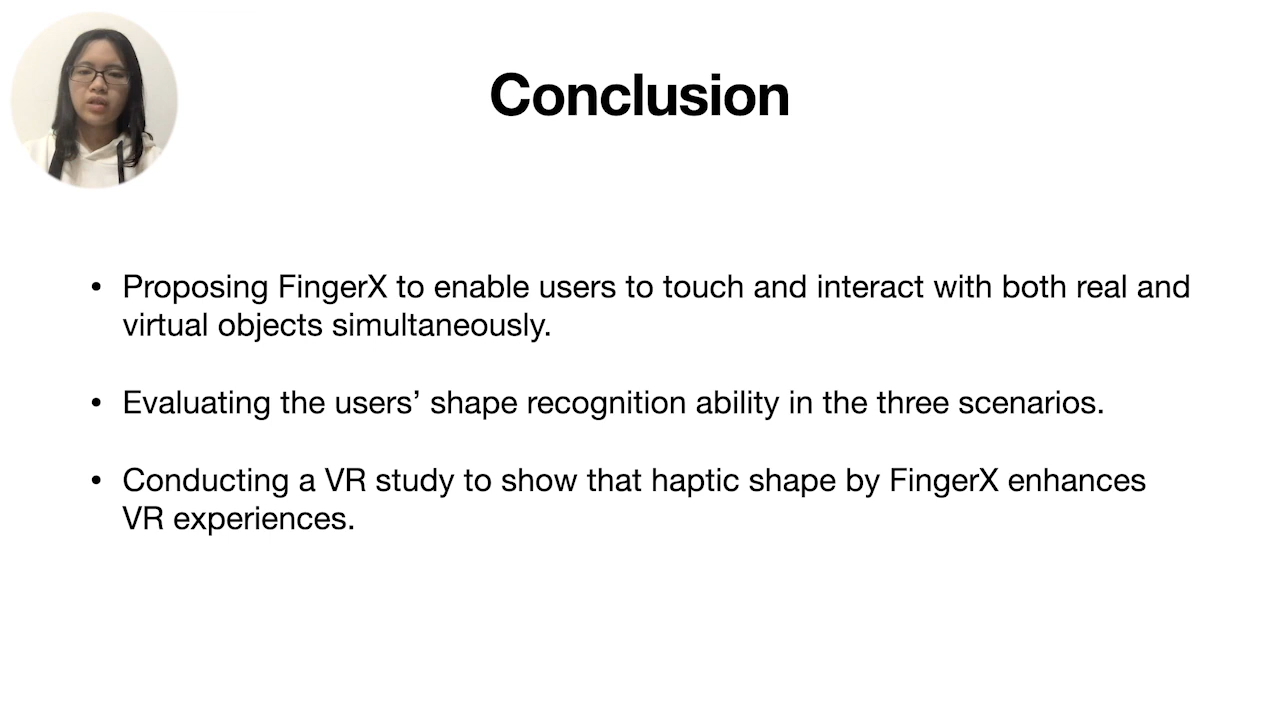 Conclusion
• Proposing FingerX to enable users to touch and interact with both real and
virtual objects simultaneously.
• Evaluating the users’ shape recognition ability in the three scenarios.
• Conducting a VR study to show that haptic shape by FingerX enhances
VR experiences.